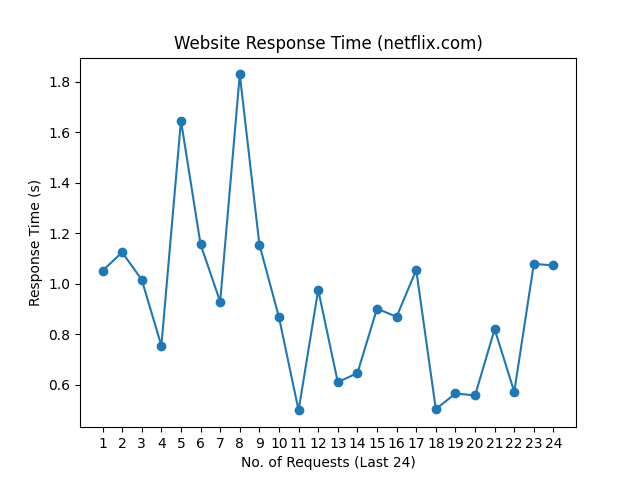 Website Response Time (netflix.com)
Response Time (s)
1.8
1.6
1.4
1.2
1.0
0.8
0.6
1 2 3 4 5 6 7 8 9 10 11 12 13 14 15 16 17 18 19 20 21 22 23 24
No. of Requests (Last 24)